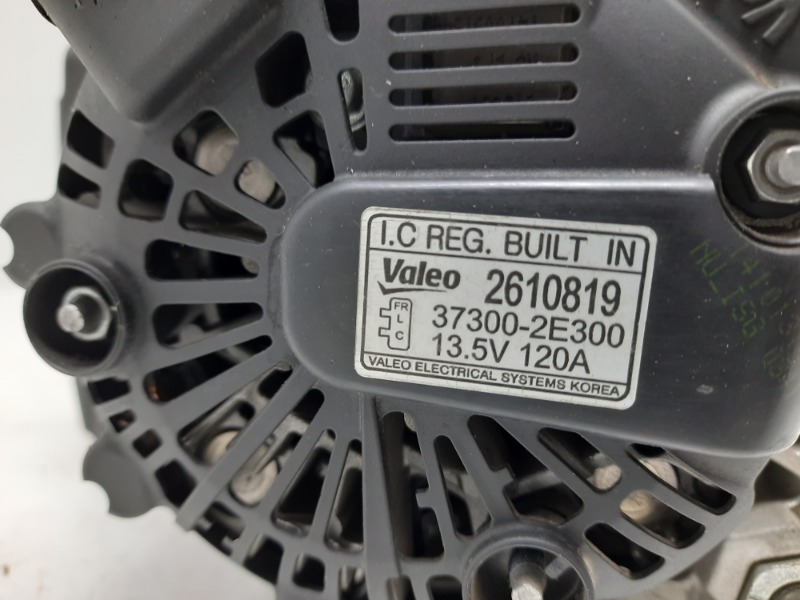 I.C REG. BUILT IN
Valeo 2610819
FR
L
C
37300-2E300
13.5V 120A
VALEO ELECTRICAL SYSTEMS KOREA